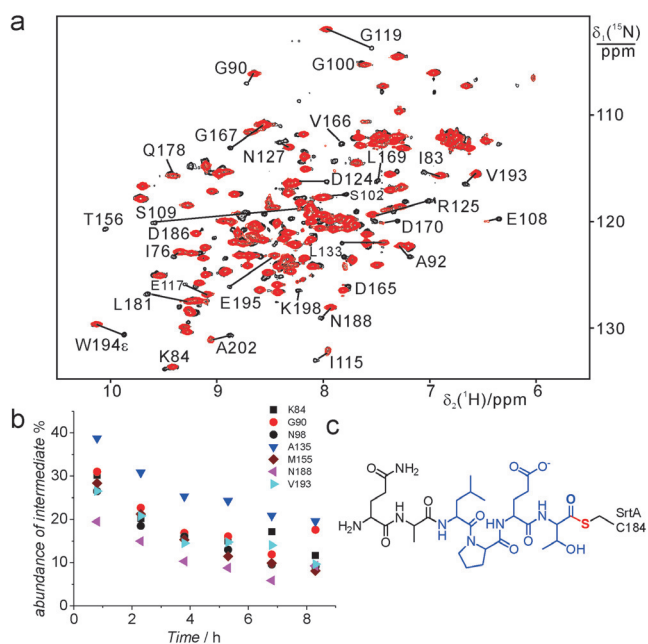 a
G119
G90
G100
V166
G167
N127
L169
I83
Q178
V193
D124
S102
S109
R125
T156
D186
D170
E108
I76
L133
A92
E117
L181
E195
K198
D165
N188
W194ε
A202
I115
K84
δ₁(¹⁵N)
ppm
110
120
130
10
9
8
7
6
δ₂(¹H)/ppm
b
abundance of intermediate %
40
30
20
10
0
0
2
4
6
8
Time / h
K84
G90
N98
A135
M155
N188
V193
c
NH₂
O
O
O⁻
O
O
H₂N
N
H
O
H
N
O
N
O
N
H
O
H
N
O
OH
S
SrtA
C184